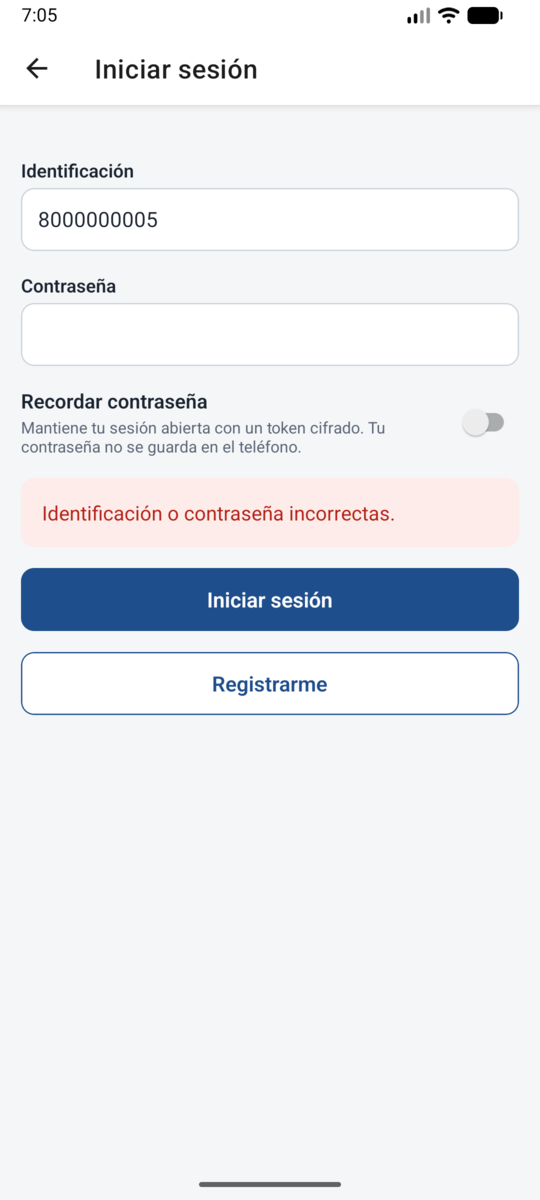 7:05
Iniciar sesión
Identificación
8000000005
Contraseña
Recordar contraseña
Mantiene tu sesión abierta con un token cifrado. Tu
contraseña no se guarda en el teléfono.
Identificación o contraseña incorrectas.
Iniciar sesión
Registrarme